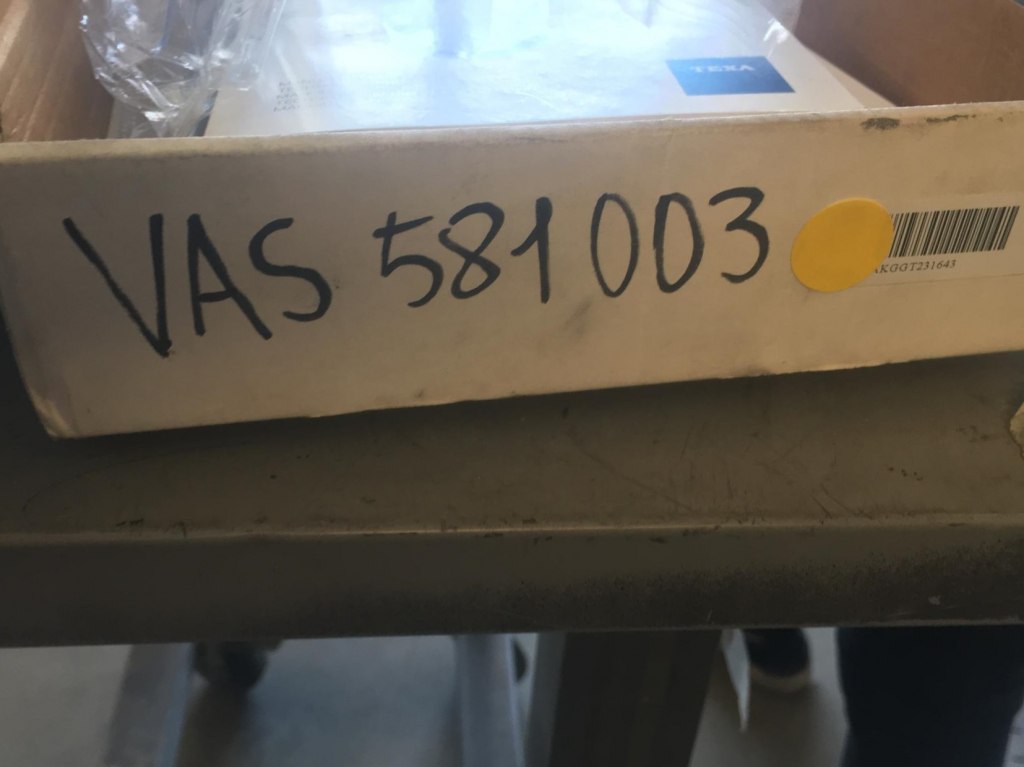 TEXA
VAS 581003
AKGGT231643